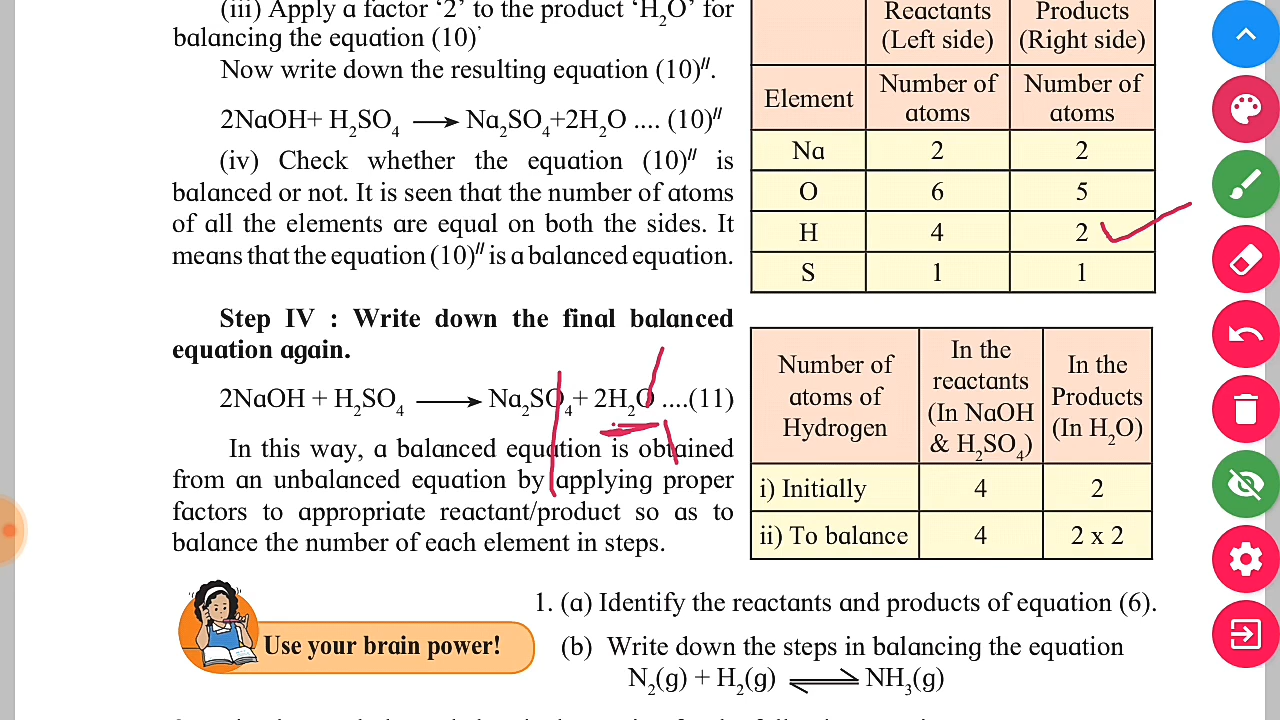 (iii) Apply a factor ‘2’ to the product ‘H₂O’ for
balancing the equation (10)'
Now write down the resulting equation (10)".
2NaOH+ H₂SO₄ ⟶ Na₂SO₄+2H₂O .... (10)"
(iv) Check whether the equation (10)" is
balanced or not. It is seen that the number of atoms
of all the elements are equal on both the sides. It
means that the equation (10)" is a balanced equation.
Step IV : Write down the final balanced
equation again.
2NaOH + H₂SO₄ ⟶ Na₂SO₄+ 2H₂O ....(11)
In this way, a balanced equation is obtained
from an unbalanced equation by applying proper
factors to appropriate reactant/product so as to
balance the number of each element in steps.
Reactants Products
(Left side) (Right side)
Element Number of atoms Number of atoms
Na 2 2
O 6 5
H 4 2
S 1 1
Number of atoms of Hydrogen In the reactants (In NaOH & H₂SO₄) In the Products (In H₂O)
i) Initially 4 2
ii) To balance 4 2 x 2
Use your brain power!
1. (a) Identify the reactants and products of equation (6).
(b) Write down the steps in balancing the equation
N₂(g) + H₂(g) ⇌ NH₃(g)